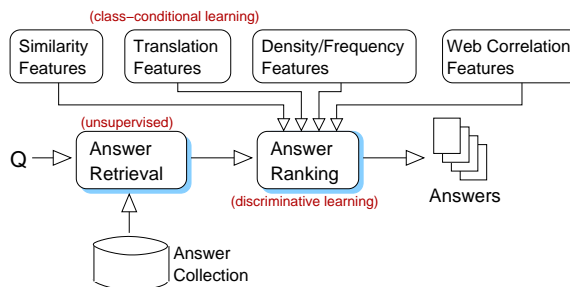 (class–conditional learning)
Similarity
Features
Translation
Features
Density/Frequency
Features
Web Correlation
Features
(unsupervised)
Q
Answer
Retrieval
Answer
Ranking
(discriminative learning)
Answers
Answer
Collection